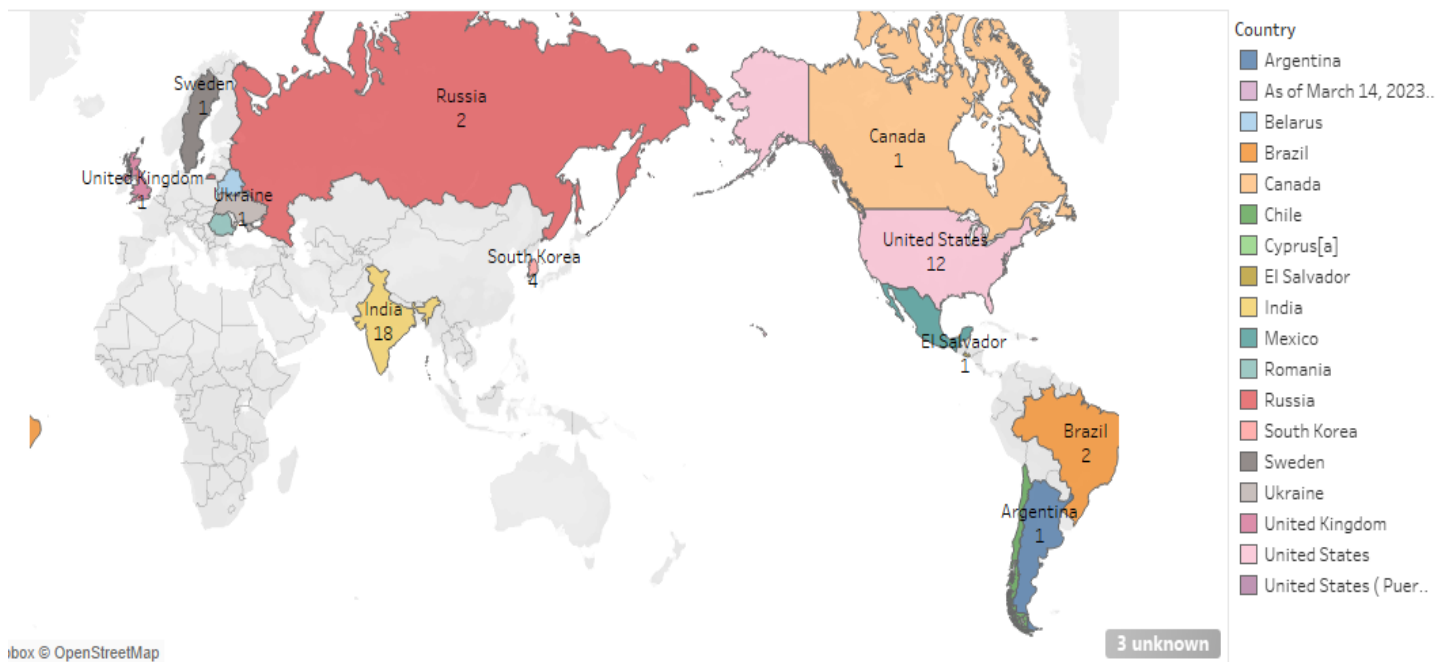 Sweden
1
Russia
2
Canada
1
United Kingdom
1
Ukraine
1
United States
12
South Korea
4
India
18
El Salvador
1
Brazil
2
Argentina
1
3 unknown
box © OpenStreetMap
Country
Argentina
As of March 14, 2023..
Belarus
Brazil
Canada
Chile
Cyprus[a]
El Salvador
India
Mexico
Romania
Russia
South Korea
Sweden
Ukraine
United Kingdom
United States
United States ( Puer..